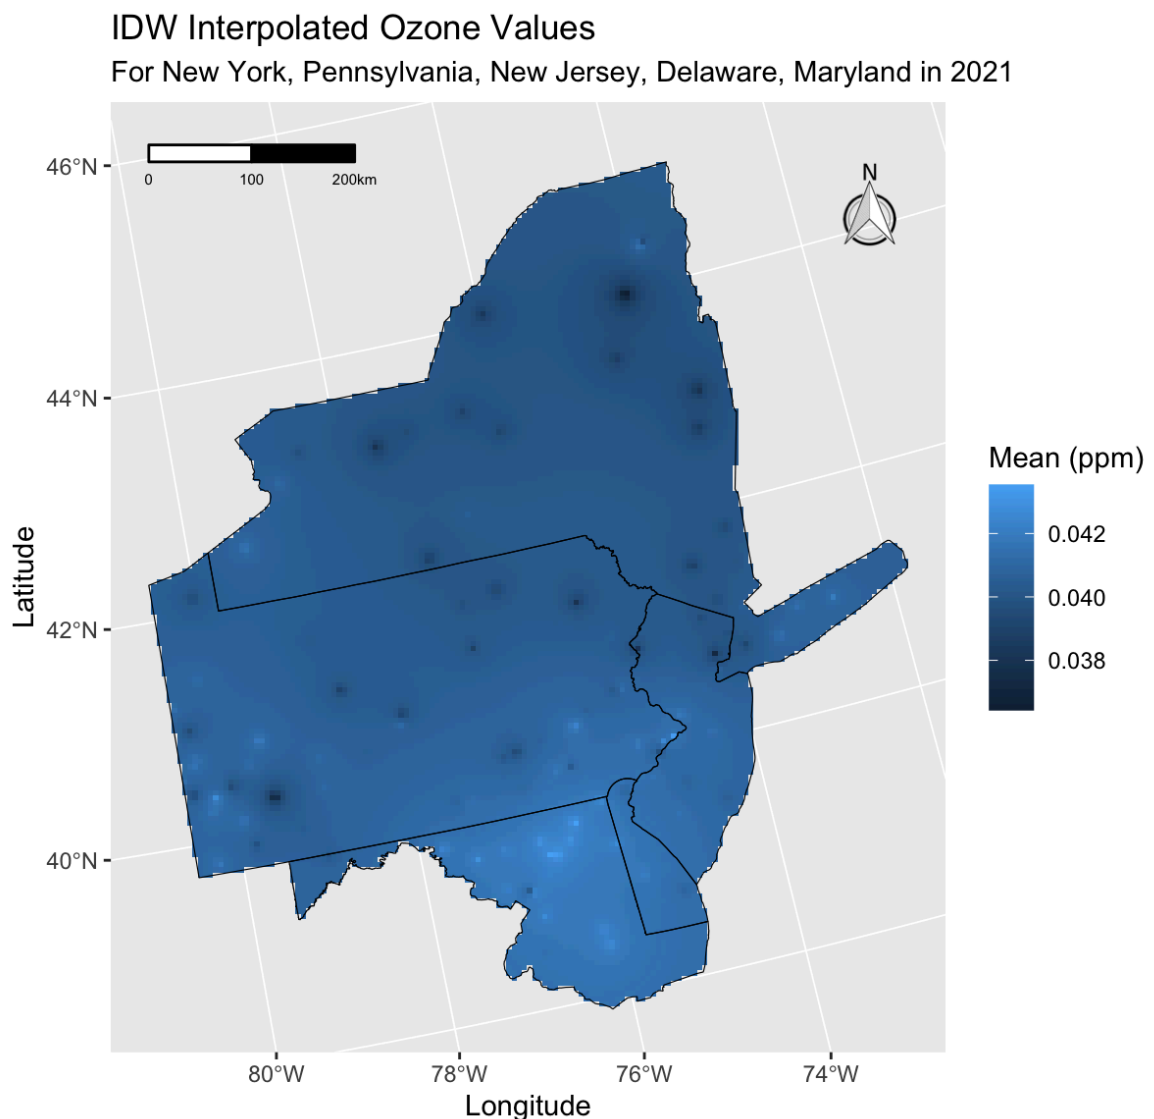 IDW Interpolated Ozone Values
For New York, Pennsylvania, New Jersey, Delaware, Maryland in 2021
0 100 200km
N
46°N
44°N
42°N
40°N
Latitude
80°W 78°W 76°W 74°W
Longitude
Mean (ppm)
0.042
0.040
0.038